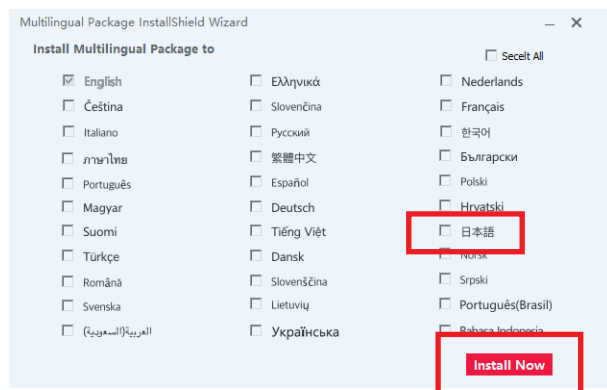 Multilingual Package InstallShield Wizard
Install Multilingual Package to
Secelt All
English Ελληνικά Nederlands
Čeština Slovenčina Français
Italiano Русский 한국어
ภาษาไทย 繁體中文 Български
Português Español Polski
Magyar Deutsch Hrvatski
Suomi Tiếng Việt 日本語
Türkçe Dansk Norsk
Română Slovenščina Srpski
Svenska Lietuvių Português(Brasil)
العربية(السعودية) Українська Bahasa Indonesia
Install Now